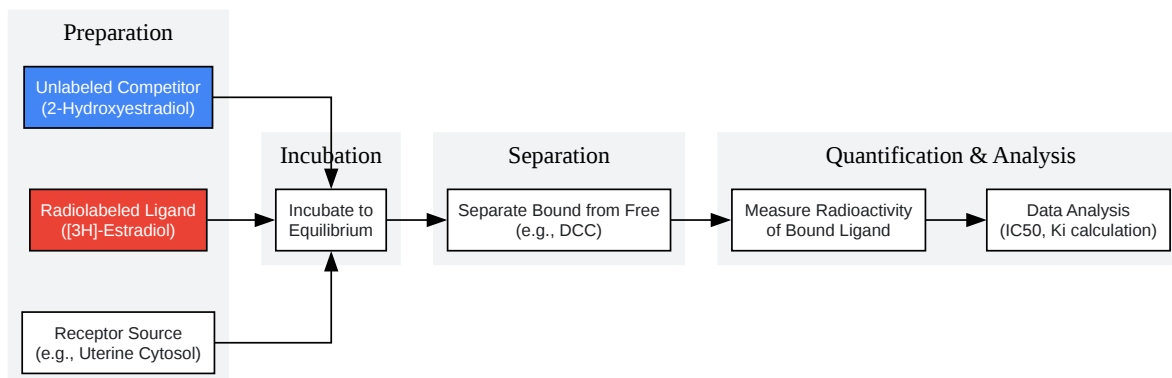 Preparation
Unlabeled Competitor
(2-Hydroxyestradiol)
Radiolabeled Ligand
([3H]-Estradiol)
Receptor Source
(e.g., Uterine Cytosol)
Incubation
Incubate to
Equilibrium
Separation
Separate Bound from Free
(e.g., DCC)
Quantification & Analysis
Measure Radioactivity
of Bound Ligand
Data Analysis
(IC50, Ki calculation)